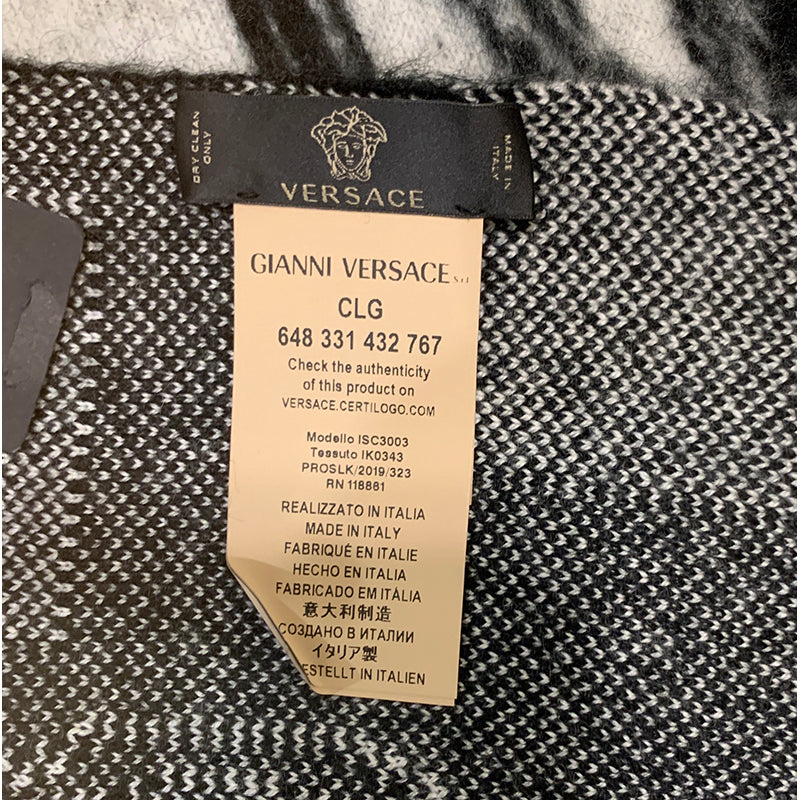 DRY CLEAN
ONLY
VERSACE
MADE IN
ITALY
GIANNI VERSACE S.r.l
CLG
648 331 432 767
Check the authenticity
of this product on
VERSACE.CERTILOGO.COM
Modello ISC3003
Tessuto IK0343
PROSLK/2019/323
RN 118881
REALIZZATO IN ITALIA
MADE IN ITALY
FABRIQUÉ EN ITALIE
HECHO EN ITALIA
FABRICADO EM ITÁLIA
意大利制造
СОЗДАНО В ИТАЛИИ
イタリア製
ESTELLT IN ITALIEN